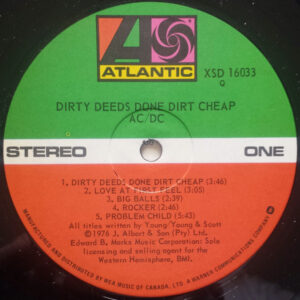 ATLANTIC
XSD 16033
Q
DIRTY DEEDS DONE DIRT CHEAP
AC/DC
STEREO
ONE
1. DIRTY DEEDS DONE DIRT CHEAP (3:46)
2. LOVE AT FIRST FEEL (3:05)
3. BIG BALLS (2:39)
4. ROCKER (2:46)
5. PROBLEM CHILD (5:43)
All titles written by Young/Young & Scott
©1976 J. Albert & Son (Pty) Ltd.
Edward B. Marks Music Corporation: Sole
licensing and selling agent for the
Western Hemisphere, BMI.
MANUFACTURED AND DISTRIBUTED BY WEA MUSIC OF CANADA, LTD. A WARNER COMMUNICATIONS COMPANY